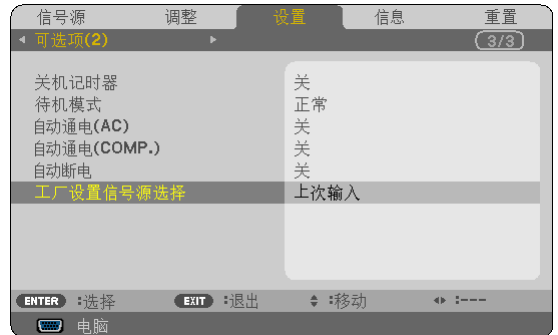 信号源 调整 设置 信息 重置
可选项(2) 3/3
关机记时器 关
待机模式 正常
自动通电(AC) 关
自动通电(COMP.) 关
自动断电 关
工厂设置信号源选择 上次输入
ENTER :选择 EXIT :退出 :移动 :---
电脑